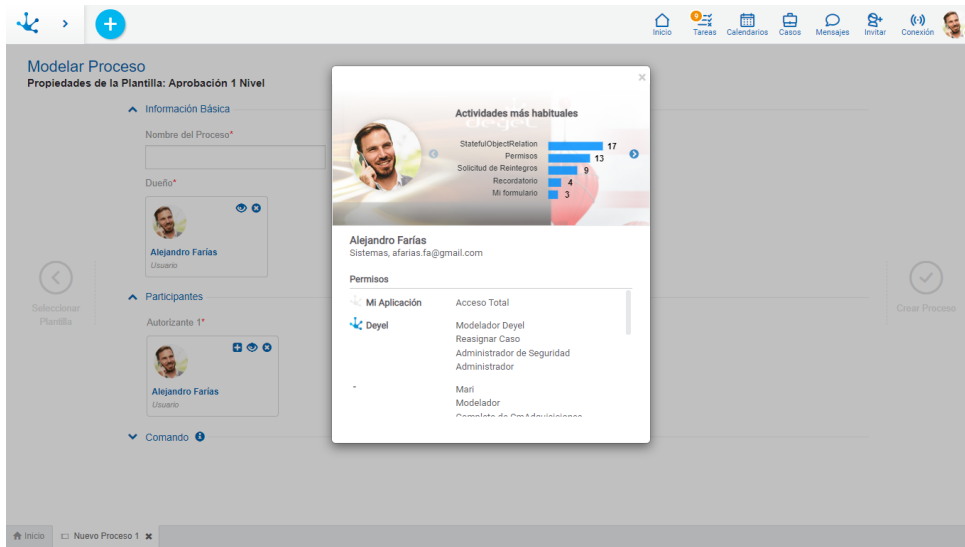 9
Inicio
Tareas
Calendarios
Casos
Mensajes
Invitar
Conexión
Modelar Proceso
Propiedades de la Plantilla: Aprobación 1 Nivel
Información Básica
Nombre del Proceso*
Dueño*
Alejandro Farías
Usuario
Seleccionar
Plantilla
Participantes
Autorizante 1*
Alejandro Farías
Usuario
Comando
Crear Proceso
×
Actividades más habituales
StatefulObjectRelation 17
Permisos 13
Solicitud de Reintegros 9
Recordatorio 4
Mi formulario 3
Alejandro Farías
Sistemas, afarias.fa@gmail.com
Permisos
Mi Aplicación Acceso Total
Deyel Modelador Deyel
Reasignar Caso
Administrador de Seguridad
Administrador
- Mari
Modelador
Completo de
Inicio
Nuevo Proceso 1